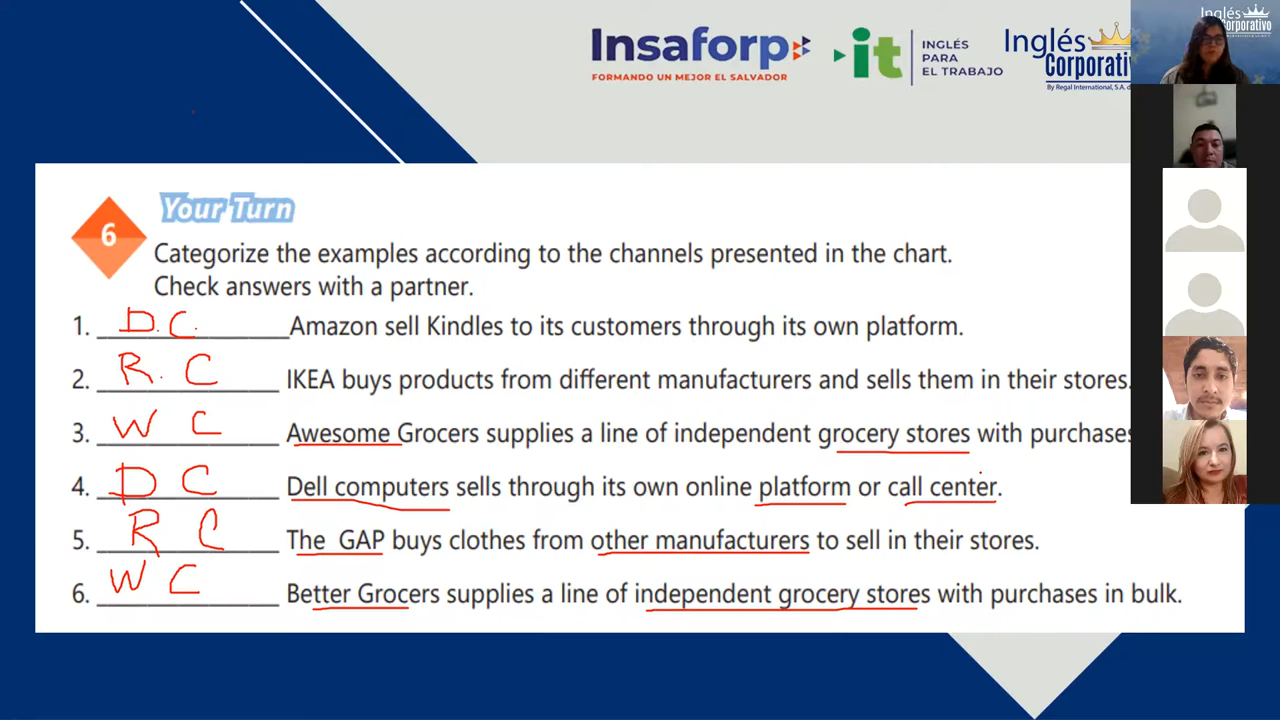 Insaforp
FORMANDO UN MEJOR EL SALVADOR
it
INGLÉS
PARA
EL TRABAJO
Inglés
Corporativo
By Regal International, S.A. d
Inglés
Corporativo
6
Your Turn
Categorize the examples according to the channels presented in the chart.
Check answers with a partner.
1. D.C. Amazon sell Kindles to its customers through its own platform.
2. R. C IKEA buys products from different manufacturers and sells them in their stores.
3. W C Awesome Grocers supplies a line of independent grocery stores with purchases
4. D C Dell computers sells through its own online platform or call center.
5. R C The GAP buys clothes from other manufacturers to sell in their stores.
6. W C Better Grocers supplies a line of independent grocery stores with purchases in bulk.